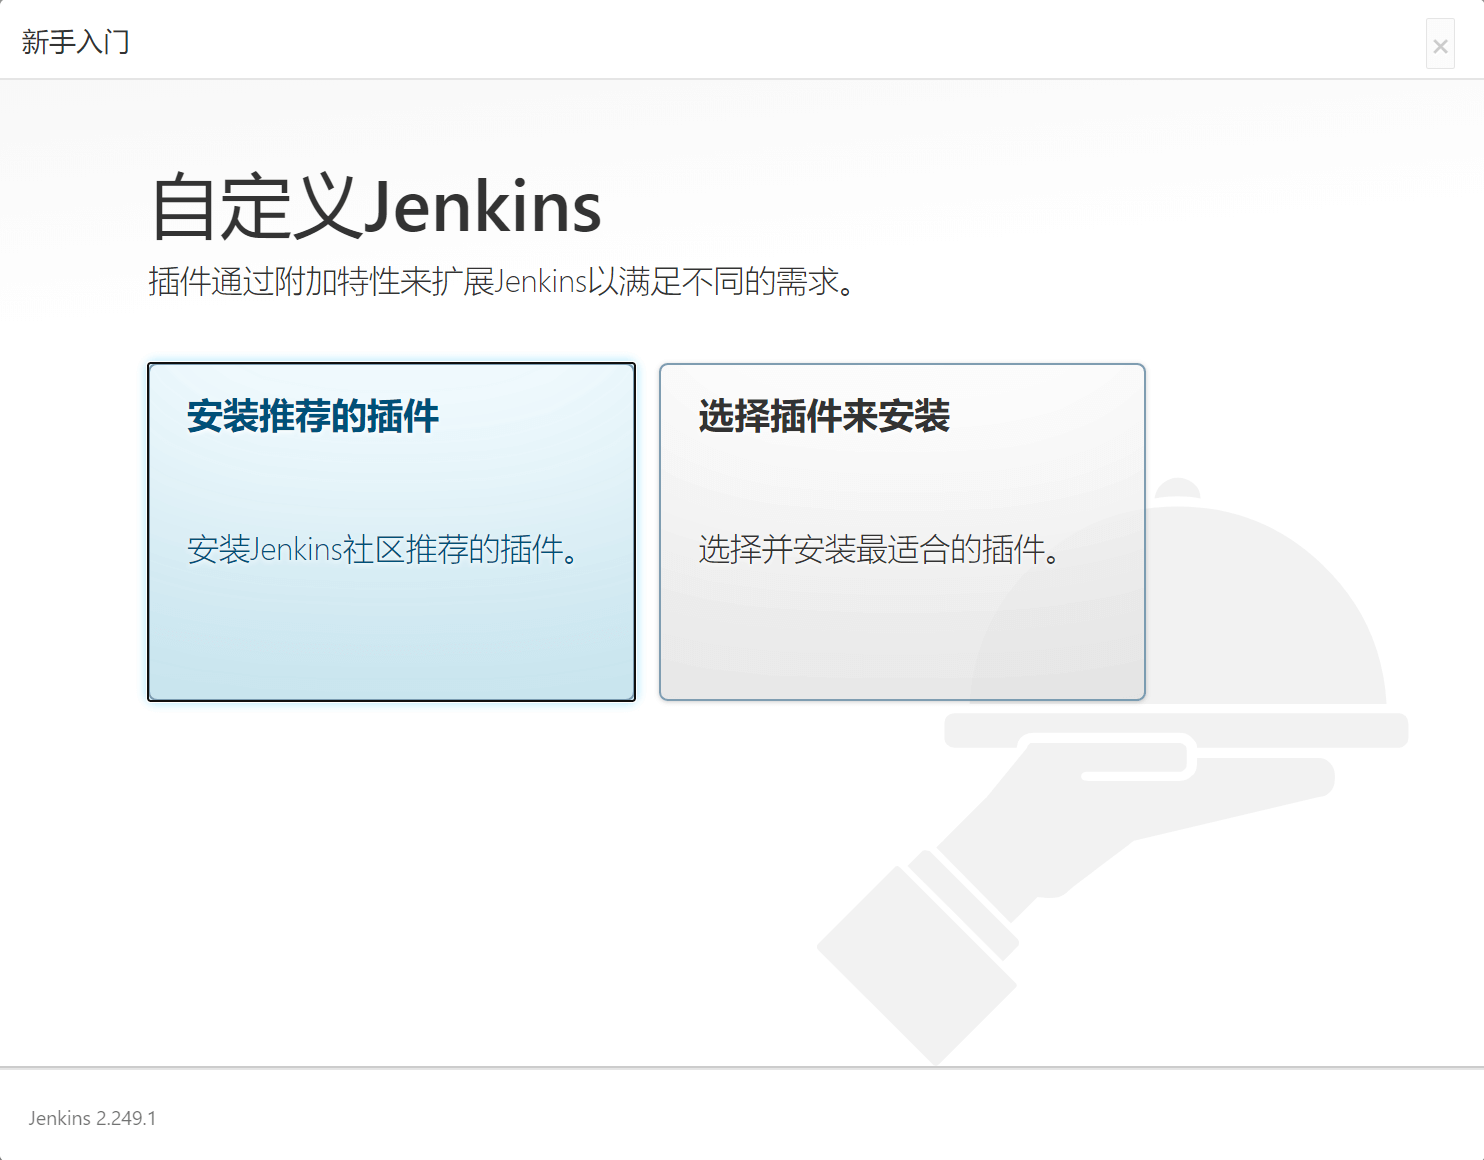 新手入门
×
自定义Jenkins
插件通过附加特性来扩展Jenkins以满足不同的需求。
安装推荐的插件
安装Jenkins社区推荐的插件。
选择插件来安装
选择并安装最适合的插件。
Jenkins 2.249.1